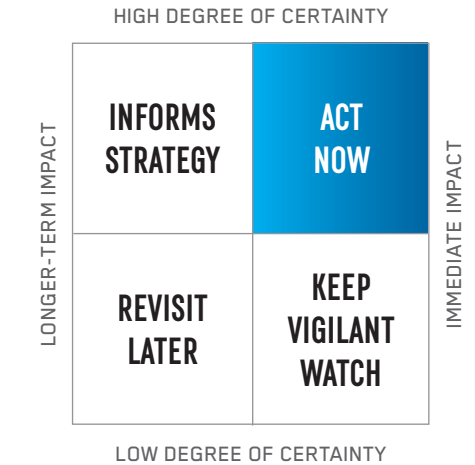 HIGH DEGREE OF CERTAINTY
LONGER-TERM IMPACT
INFORMS
STRATEGY
ACT
NOW
IMMEDIATE IMPACT
REVISIT
LATER
KEEP
VIGILANT
WATCH
LOW DEGREE OF CERTAINTY